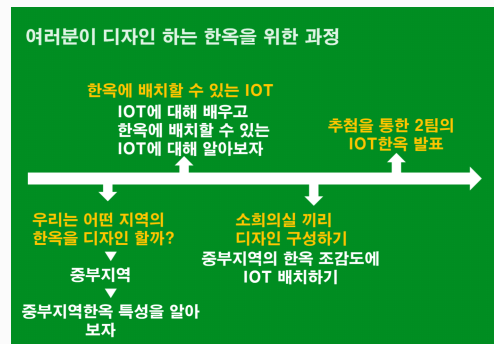 여러분이 디자인 하는 한옥을 위한 과정
한옥에 배치할 수 있는 IOT
IOT에 대해 배우고
한옥에 배치할 수 있는
IOT에 대해 알아보자
추첨을 통한 2팀의
IOT한옥 발표
우리는 어떤 지역의
한옥을 디자인 할까?
중부지역
중부지역한옥 특성을 알아
보자
소희의실 끼리
디자인 구성하기
중부지역의 한옥 조감도에
IOT 배치하기